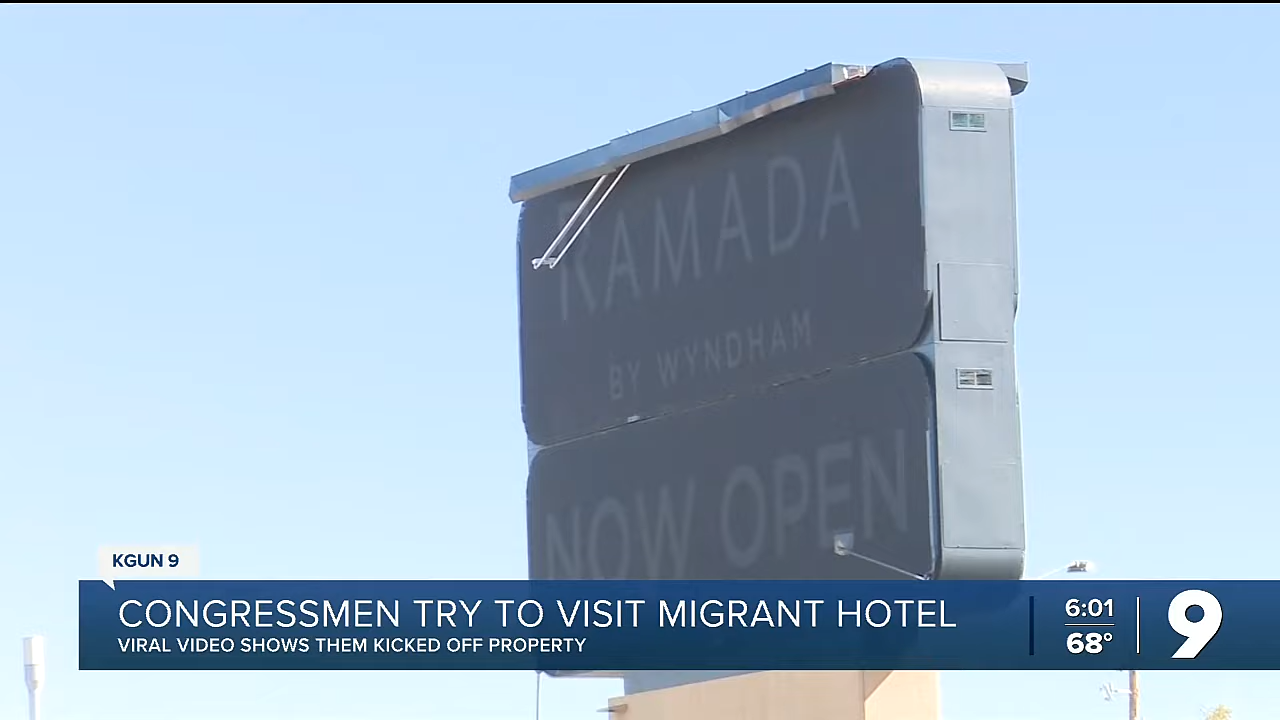 RAMADA
BY WYNDHAM
NOW OPEN
KGUN 9
CONGRESSMEN TRY TO VISIT MIGRANT HOTEL
VIRAL VIDEO SHOWS THEM KICKED OFF PROPERTY
6:01
68°
9